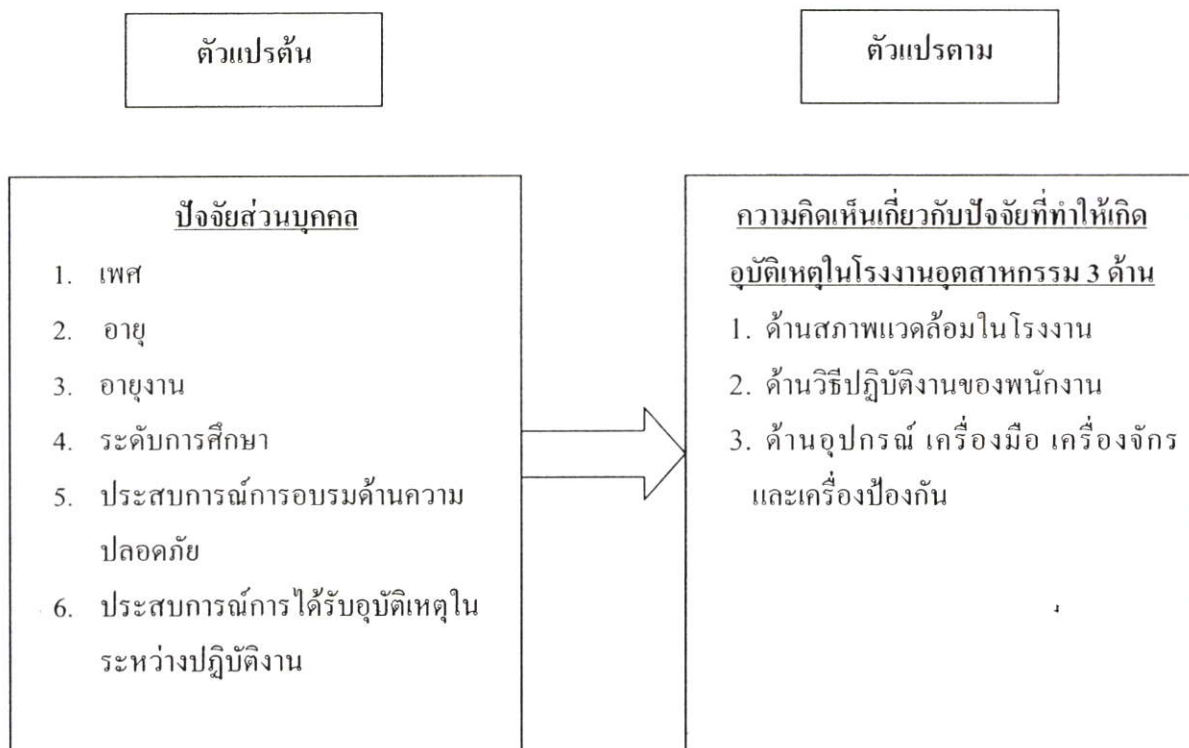 ตัวแปรต้น
ตัวแปรตาม
ปัจจัยส่วนบุคคล
1. เพศ
2. อายุ
3. อายุงาน
4. ระดับการศึกษา
5. ประสบการณ์การอบรมด้านความ
ปลอดภัย
6. ประสบการณ์การได้รับอุบัติเหตุใน
ระหว่างปฏิบัติงาน
ความคิดเห็นเกี่ยวกับปัจจัยที่ทำให้เกิด
อุบัติเหตุในโรงงานอุตสาหกรรม 3 ด้าน
1. ด้านสภาพแวดล้อมในโรงงาน
2. ด้านวิธีปฏิบัติงานของพนักงาน
3. ด้านอุปกรณ์ เครื่องมือ เครื่องจักร
และเครื่องป้องกัน